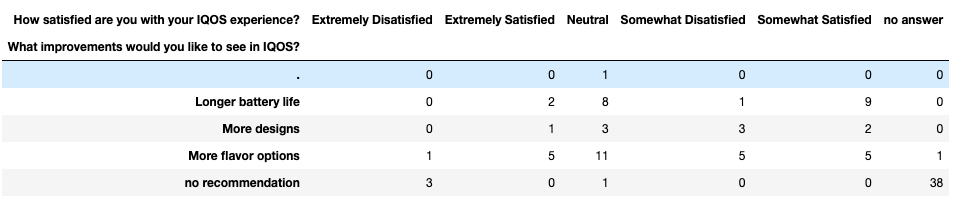 How satisfied are you with your IQOS experience? Extremely Disatisfied Extremely Satisfied Neutral Somewhat Disatisfied Somewhat Satisfied no answer
What improvements would you like to see in IQOS?
. 0 0 1 0 0 0
Longer battery life 0 2 8 1 9 0
More designs 0 1 3 3 2 0
More flavor options 1 5 11 5 5 1
no recommendation 3 0 1 0 0 38